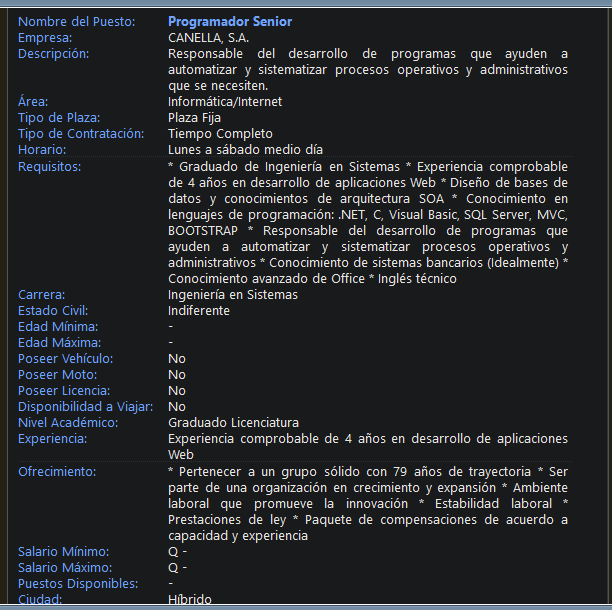 Nombre del Puesto: Programador Senior
Empresa: CANELLA, S.A.
Descripción: Responsable del desarrollo de programas que ayuden a
automatizar y sistematizar procesos operativos y administrativos
que se necesiten.
Área: Informática/Internet
Tipo de Plaza: Plaza Fija
Tipo de Contratación: Tiempo Completo
Horario: Lunes a sábado medio día
Requisitos: * Graduado de Ingeniería en Sistemas * Experiencia comprobable
de 4 años en desarrollo de aplicaciones Web * Diseño de bases de
datos y conocimientos de arquitectura SOA * Conocimiento en
lenguajes de programación: .NET, C, Visual Basic, SQL Server, MVC,
BOOTSTRAP * Responsable del desarrollo de programas que
ayuden a automatizar y sistematizar procesos operativos y
administrativos * Conocimiento de sistemas bancarios (Idealmente) *
Conocimiento avanzado de Office * Inglés técnico
Carrera: Ingeniería en Sistemas
Estado Civil: Indiferente
Edad Mínima: -
Edad Máxima: -
Poseer Vehículo: No
Poseer Moto: No
Poseer Licencia: No
Disponibilidad a Viajar: No
Nivel Académico: Graduado Licenciatura
Experiencia: Experiencia comprobable de 4 años en desarrollo de aplicaciones
Web
Ofrecimiento: * Pertenecer a un grupo sólido con 79 años de trayectoria * Ser
parte de una organización en crecimiento y expansión * Ambiente
laboral que promueve la innovación * Estabilidad laboral *
Prestaciones de ley * Paquete de compensaciones de acuerdo a
capacidad y experiencia
Salario Mínimo: Q -
Salario Máximo: Q -
Puestos Disponibles: -
Ciudad: Híbrido